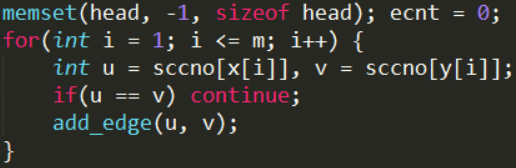 memset(head, -1, sizeof head); ecnt = 0;
for(int i = 1; i <= m; i++) {
    int u = sccno[x[i]], v = sccno[y[i]];
    if(u == v) continue;
    add_edge(u, v);
}